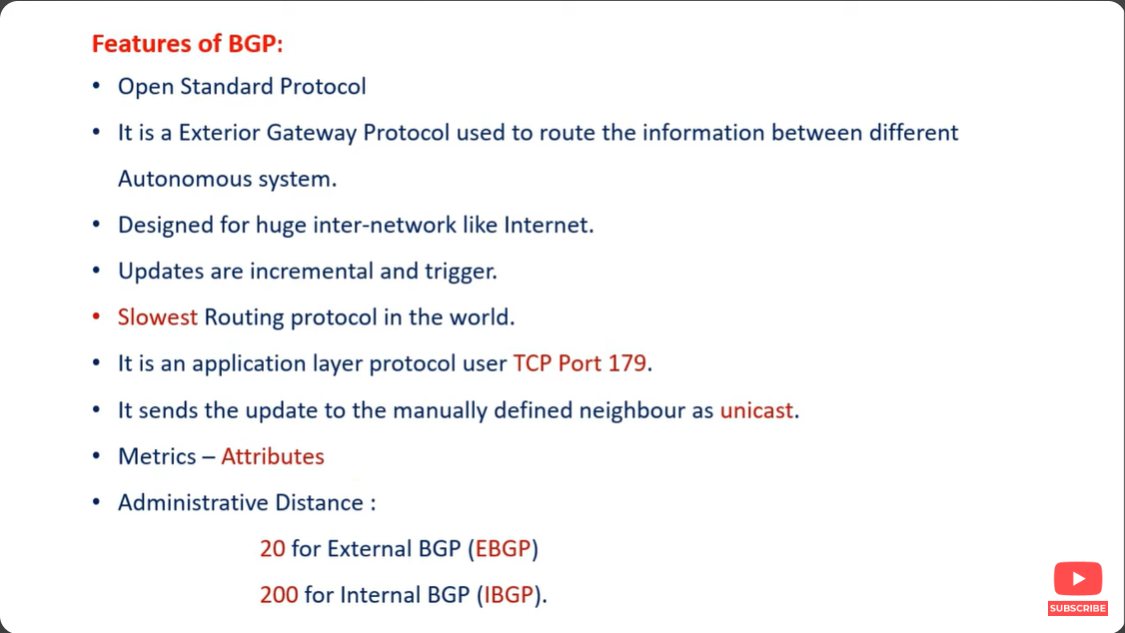 Features of BGP:
• Open Standard Protocol
• It is a Exterior Gateway Protocol used to route the information between different
Autonomous system.
• Designed for huge inter-network like Internet.
• Updates are incremental and trigger.
• Slowest Routing protocol in the world.
• It is an application layer protocol user TCP Port 179.
• It sends the update to the manually defined neighbour as unicast.
• Metrics – Attributes
• Administrative Distance :
20 for External BGP (EBGP)
200 for Internal BGP (IBGP).
SUBSCRIBE